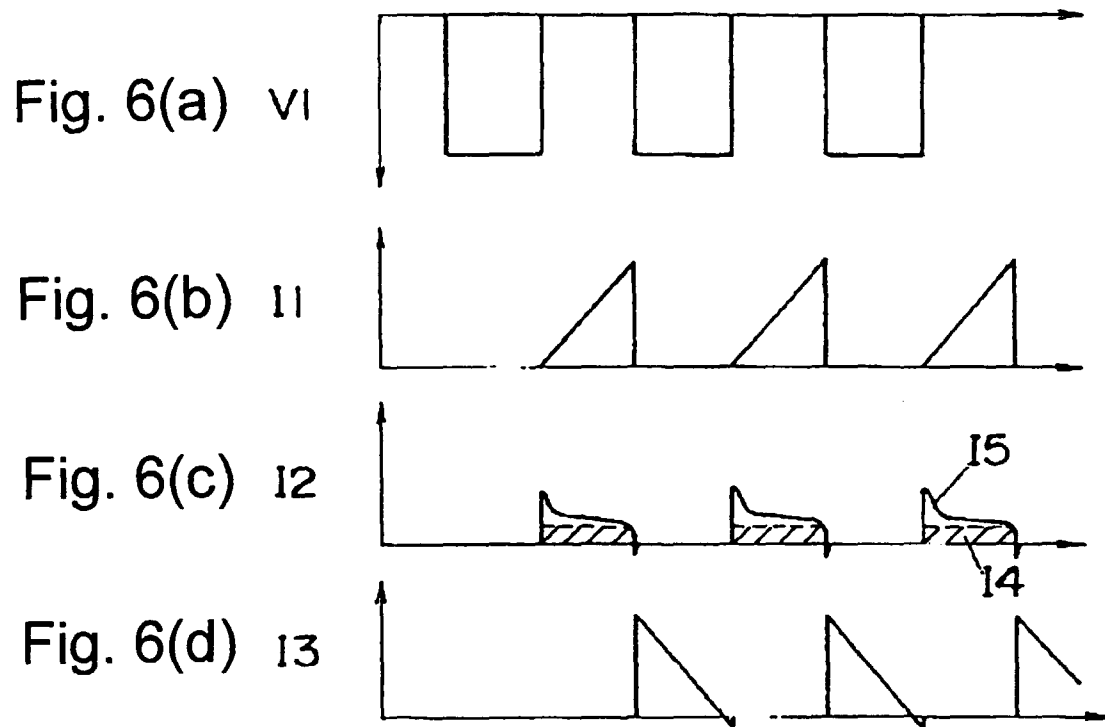 Fig. 6(a) V1
Fig. 6(b) I1
Fig. 6(c) I2
I5
I4
Fig. 6(d) I3